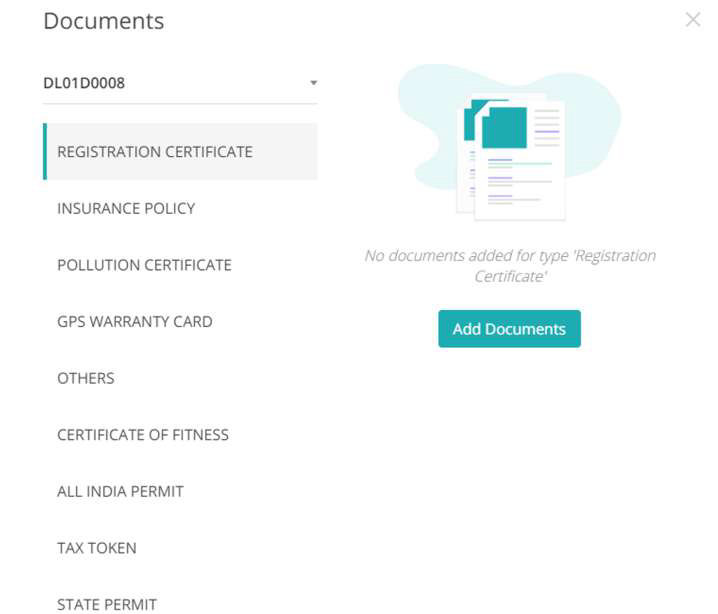 Documents
DL01D0008
REGISTRATION CERTIFICATE
INSURANCE POLICY
POLLUTION CERTIFICATE
GPS WARRANTY CARD
OTHERS
CERTIFICATE OF FITNESS
ALL INDIA PERMIT
TAX TOKEN
STATE PERMIT
No documents added for type 'Registration
Certificate'
Add Documents